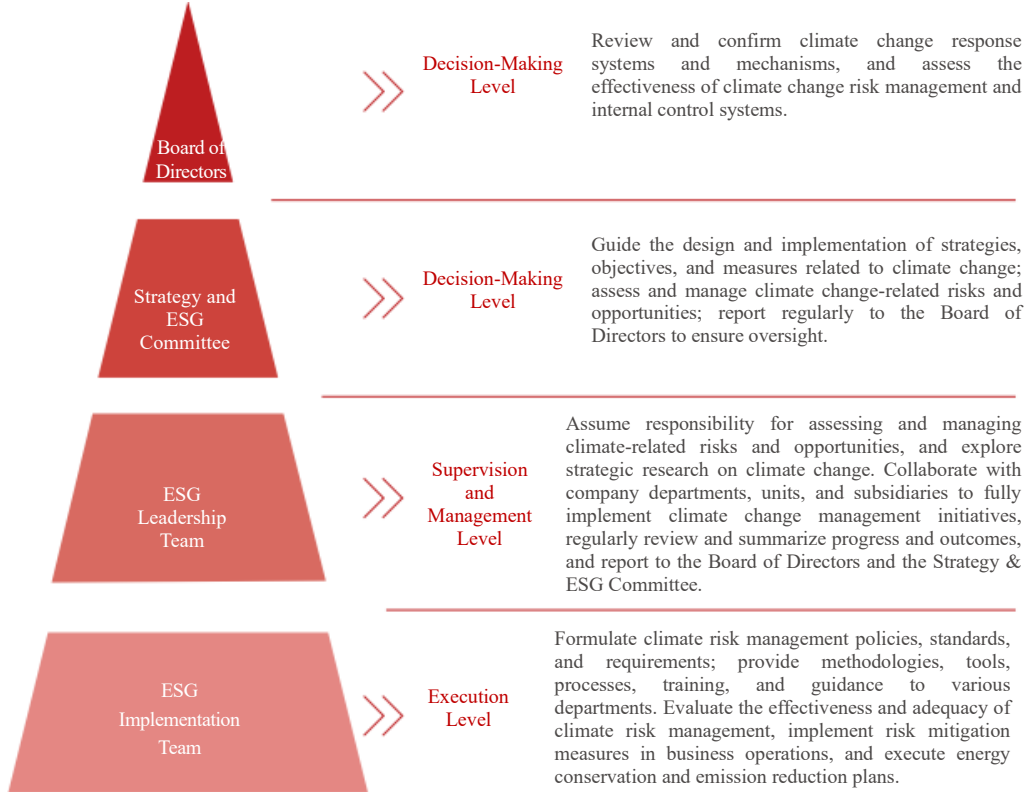 Board of
Directors
Decision-Making
Level
Review and confirm climate change response
systems and mechanisms, and assess the
effectiveness of climate change risk management and
internal control systems.
Strategy and
ESG
Committee
Decision-Making
Level
Guide the design and implementation of strategies,
objectives, and measures related to climate change;
assess and manage climate change-related risks and
opportunities; report regularly to the Board of
Directors to ensure oversight.
ESG
Leadership
Team
Supervision
and
Management
Level
Assume responsibility for assessing and managing
climate-related risks and opportunities, and explore
strategic research on climate change. Collaborate with
company departments, units, and subsidiaries to fully
implement climate change management initiatives,
regularly review and summarize progress and outcomes,
and report to the Board of Directors and the Strategy &
ESG Committee.
ESG
Implementation
Team
Execution
Level
Formulate climate risk management policies, standards,
and requirements; provide methodologies, tools,
processes, training, and guidance to various
departments. Evaluate the effectiveness and adequacy of
climate risk management, implement risk mitigation
measures in business operations, and execute energy
conservation and emission reduction plans.